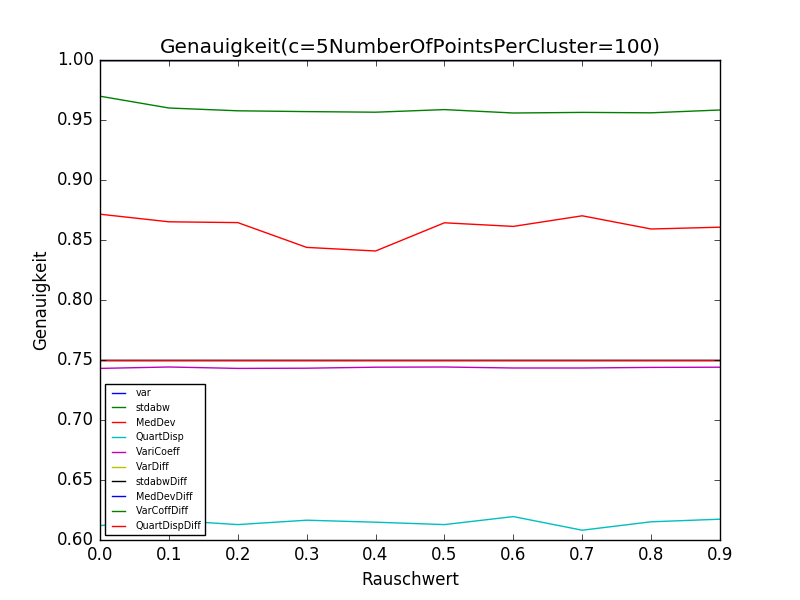 Genauigkeit(c=5NumberOfPointsPerCluster=100)
1.00
0.95
0.90
0.85
0.80
0.75
0.70
0.65
0.60
Genauigkeit
var
stdabw
MedDev
QuartDisp
VariCoeff
VarDiff
stdabwDiff
MedDevDiff
VarCoffDiff
QuartDispDiff
0.0 0.1 0.2 0.3 0.4 0.5 0.6 0.7 0.8 0.9
Rauschwert